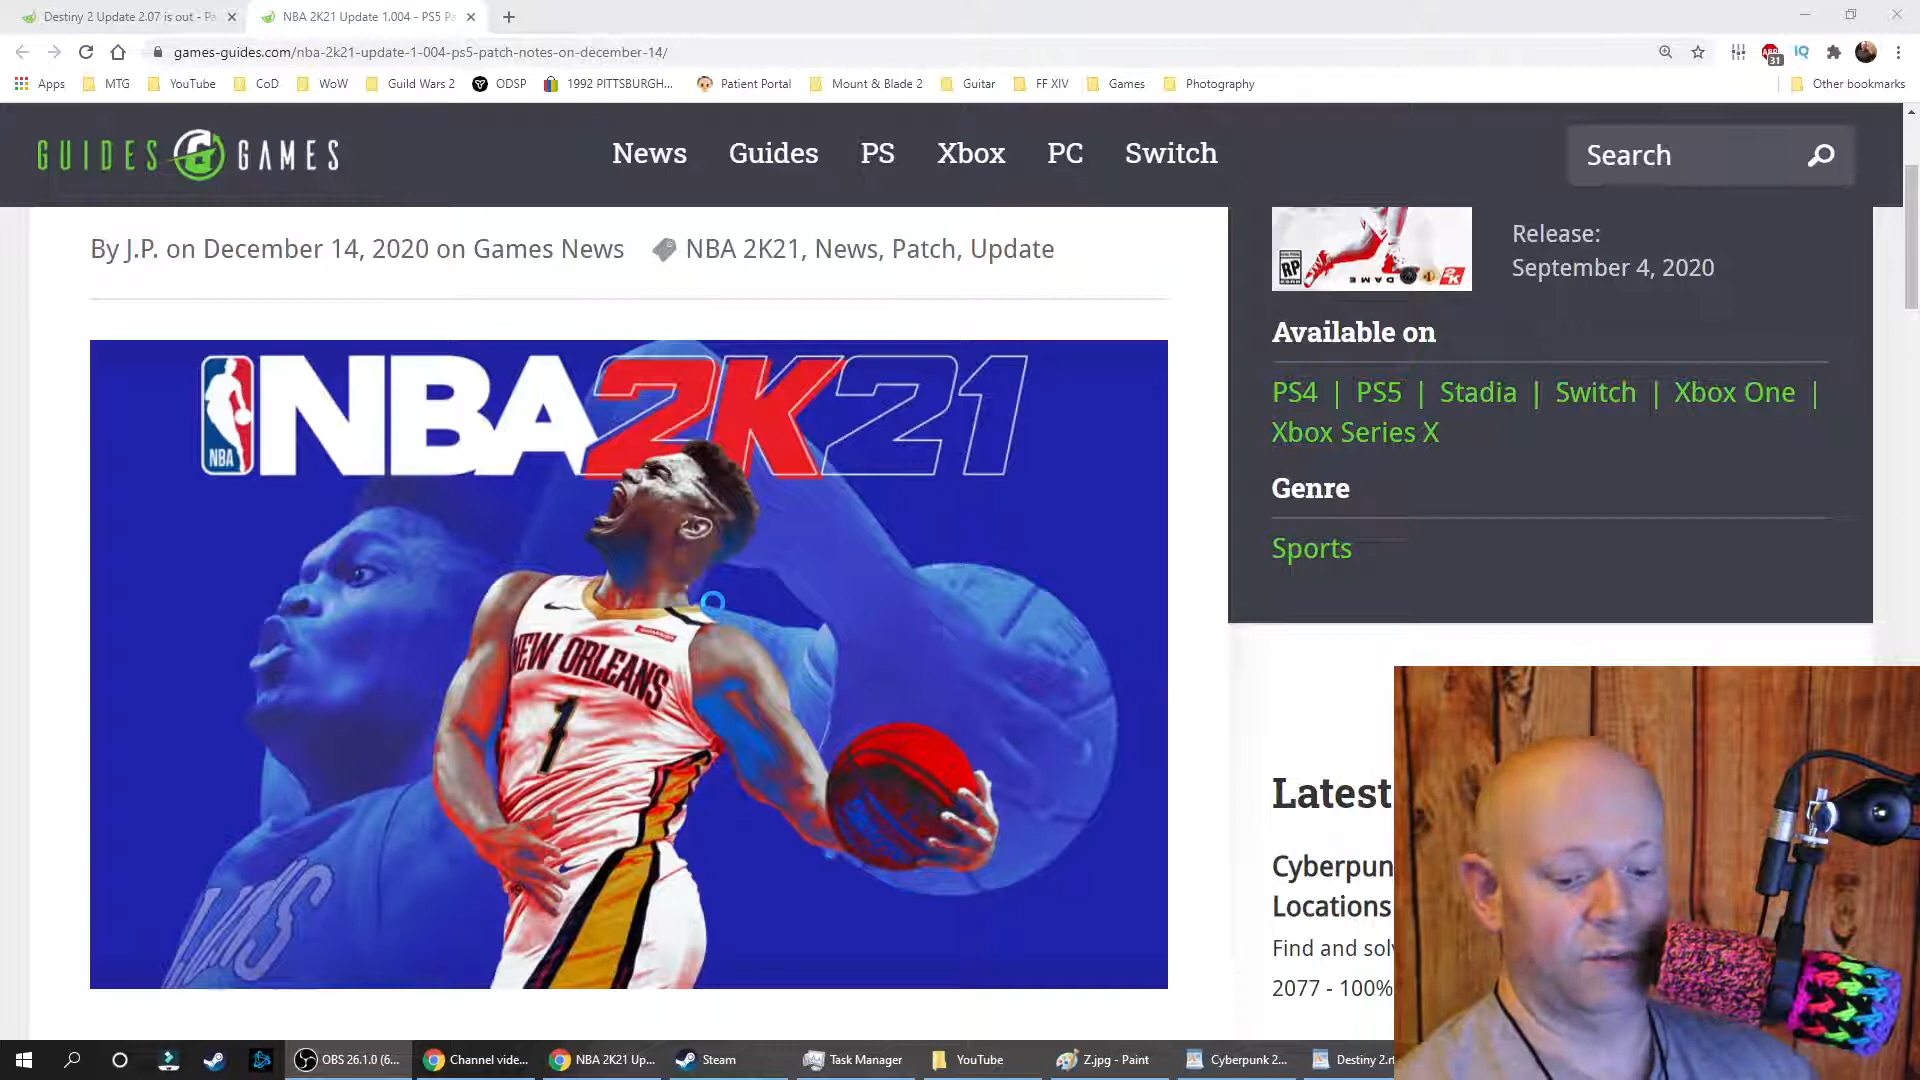 Destiny 2 Update 2.07 is out - Pa
NBA 2K21 Update 1.004 - PS5 Pa
games-guides.com/nba-2k21-update-1-004-ps5-patch-notes-on-december-14/
31
Apps MTG YouTube CoD WoW Guild Wars 2 ODSP 1992 PITTSBURGH... Patient Portal Mount & Blade 2 Guitar FF XIV Games Photography Other bookmarks
GUIDES GAMES
News Guides PS Xbox PC Switch
Search
By J.P. on December 14, 2020 on Games News NBA 2K21, News, Patch, Update
NBA 2K21
NBA
NEW ORLEANS
1
RP
DAME
2K
Release:
September 4, 2020
Available on
PS4 | PS5 | Stadia | Switch | Xbox One |
Xbox Series X
Genre
Sports
Latest
Cyberpun
Locations
Find and solv
2077 - 100%
OBS 26.1.0 (6... Channel vide... NBA 2K21 Up... Steam Task Manager YouTube Z.jpg - Paint Cyberpunk 2... Destiny 2.rt